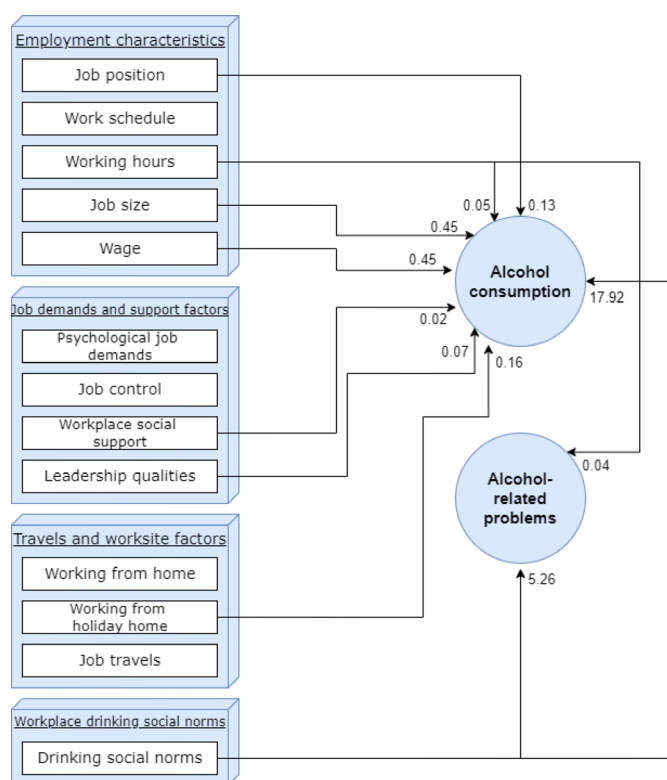 Employment characteristics
Job position
Work schedule
Working hours
Job size
Wage
0.05
0.13
0.45
0.45
Alcohol
consumption
17.92
Job demands and support factors
Psychological job
demands
Job control
Workplace social
support
Leadership qualities
0.02
0.07
0.16
Alcohol-
related
problems
0.04
5.26
Travels and worksite factors
Working from home
Working from
holiday home
Job travels
Workplace drinking social norms
Drinking social norms